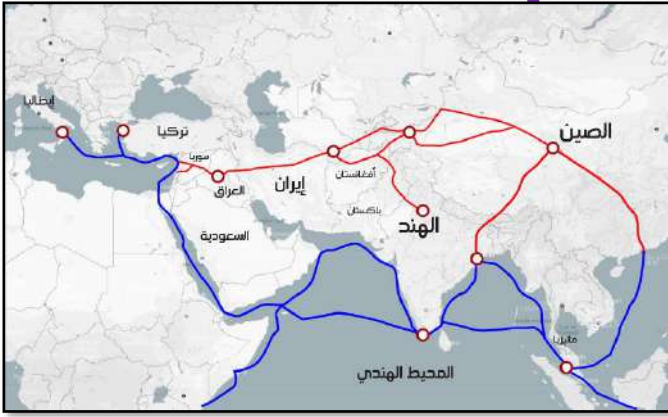 إيطاليا
تركيا
سوريا
العراق
إيران
أفغانستان
باكستان
الهند
الصين
السعودية
ماليزيا
المحيط الهندي